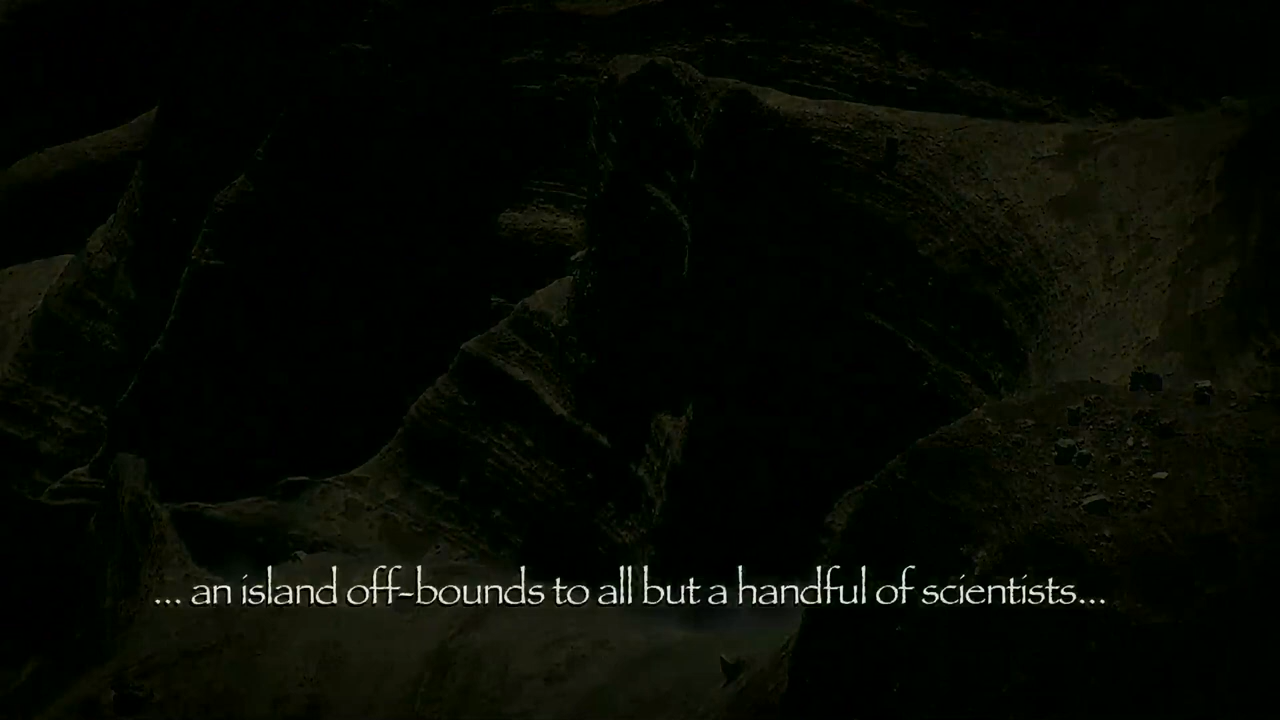 ... an island off-bounds to all but a handful of scientists...